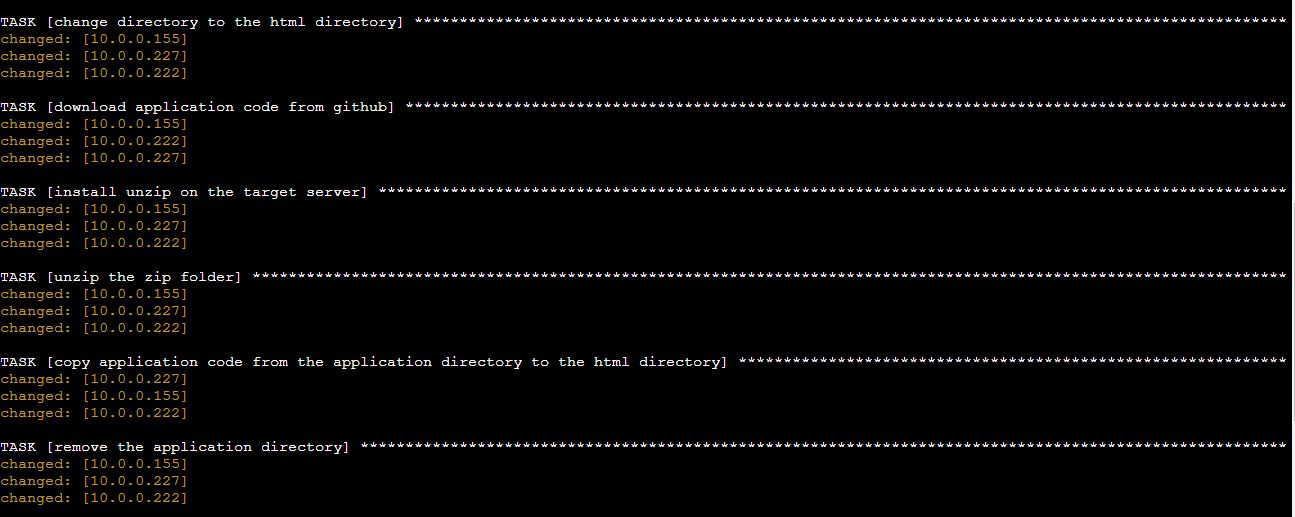 TASK [change directory to the html directory] *************************************************************************************************
changed: [10.0.0.155]
changed: [10.0.0.227]
changed: [10.0.0.222]
TASK [download application code from github] **************************************************************************************************
changed: [10.0.0.155]
changed: [10.0.0.222]
changed: [10.0.0.227]
TASK [install unzip on the target server] *****************************************************************************************************
changed: [10.0.0.155]
changed: [10.0.0.227]
changed: [10.0.0.222]
TASK [unzip the zip folder] *******************************************************************************************************************
changed: [10.0.0.155]
changed: [10.0.0.227]
changed: [10.0.0.222]
TASK [copy application code from the application directory to the html directory] *************************************************************
changed: [10.0.0.227]
changed: [10.0.0.155]
changed: [10.0.0.222]
TASK [remove the application directory] *******************************************************************************************************
changed: [10.0.0.155]
changed: [10.0.0.227]
changed: [10.0.0.222]